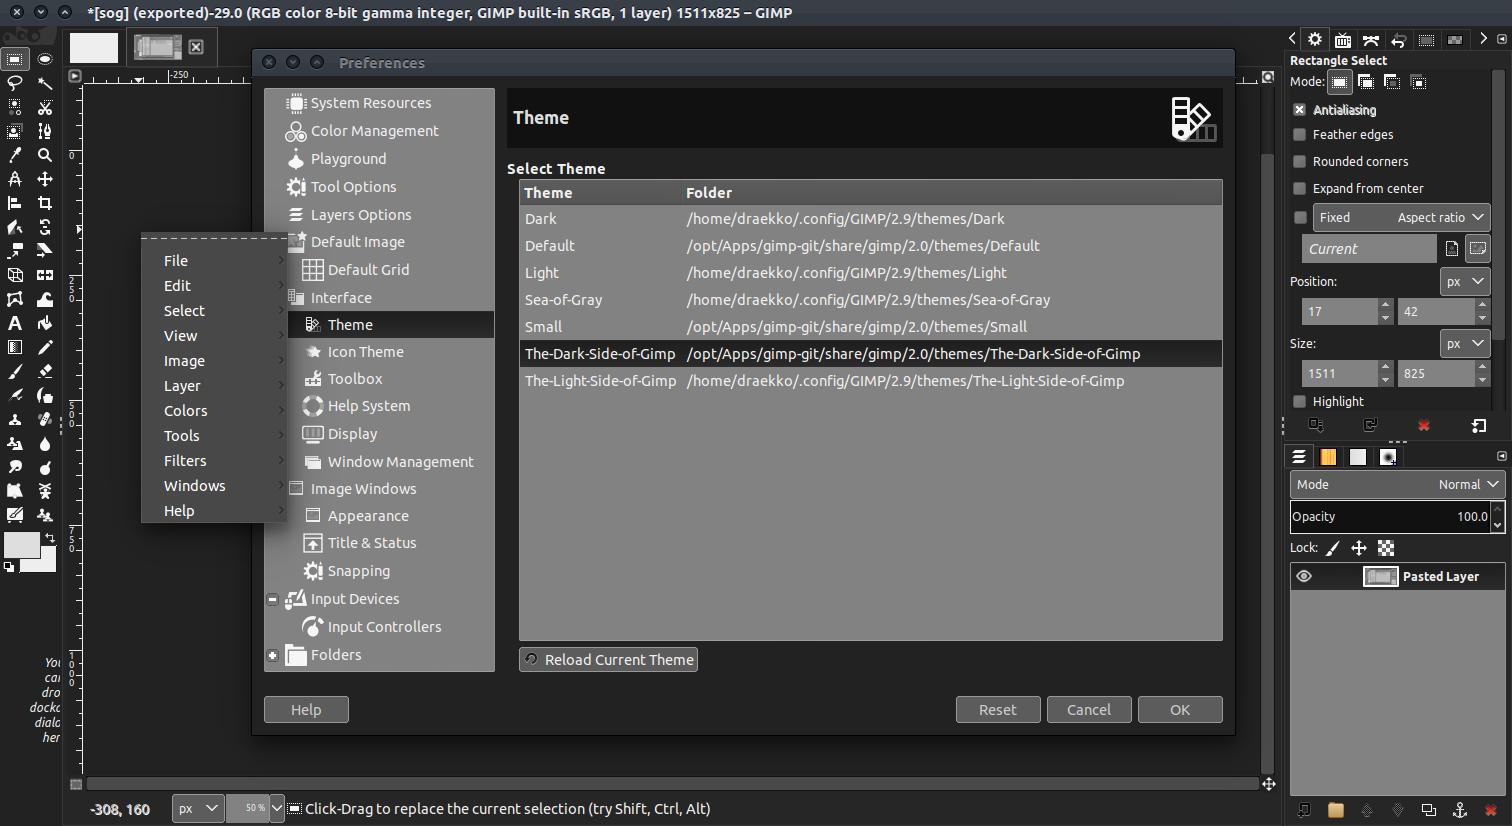 *[sog] (exported)-29.0 (RGB color 8-bit gamma integer, GIMP built-in sRGB, 1 layer) 1511x825 – GIMP
-250
0
250
500
750
1000
You
can
dro
docka
dialo
her
File
Edit
Select
View
Image
Layer
Colors
Tools
Filters
Windows
Help
Preferences
System Resources
Color Management
Playground
Tool Options
Layers Options
Default Image
Default Grid
Interface
Theme
Icon Theme
Toolbox
Help System
Display
Window Management
Image Windows
Appearance
Title & Status
Snapping
Input Devices
Input Controllers
Folders
Theme
Select Theme
Theme Folder
Dark /home/draekko/.config/GIMP/2.9/themes/Dark
Default /opt/Apps/gimp-git/share/gimp/2.0/themes/Default
Light /home/draekko/.config/GIMP/2.9/themes/Light
Sea-of-Gray /home/draekko/.config/GIMP/2.9/themes/Sea-of-Gray
Small /opt/Apps/gimp-git/share/gimp/2.0/themes/Small
The-Dark-Side-of-Gimp /opt/Apps/gimp-git/share/gimp/2.0/themes/The-Dark-Side-of-Gimp
The-Light-Side-of-Gimp /home/draekko/.config/GIMP/2.9/themes/The-Light-Side-of-Gimp
Reload Current Theme
Help Reset Cancel OK
-308, 160 px 50 % Click-Drag to replace the current selection (try Shift, Ctrl, Alt)
Rectangle Select
Mode:
Antialiasing
Feather edges
Rounded corners
Expand from center
Fixed Aspect ratio
Current
Position: px
17 42
Size: px
1511 825
Highlight
Mode Normal
Opacity 100.0
Lock:
Pasted Layer